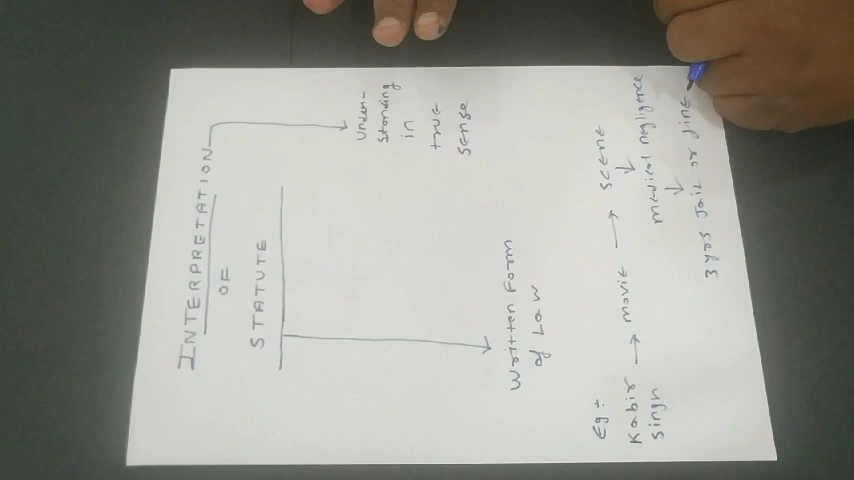 INTERPRETATION
OF
STATUTE
Under-
standing
in
true
sense
Written Form
of Law
Eg:
Kabir → movie → scene
Singh
↓
medical negligence
↓
3 yrs Jail or fine